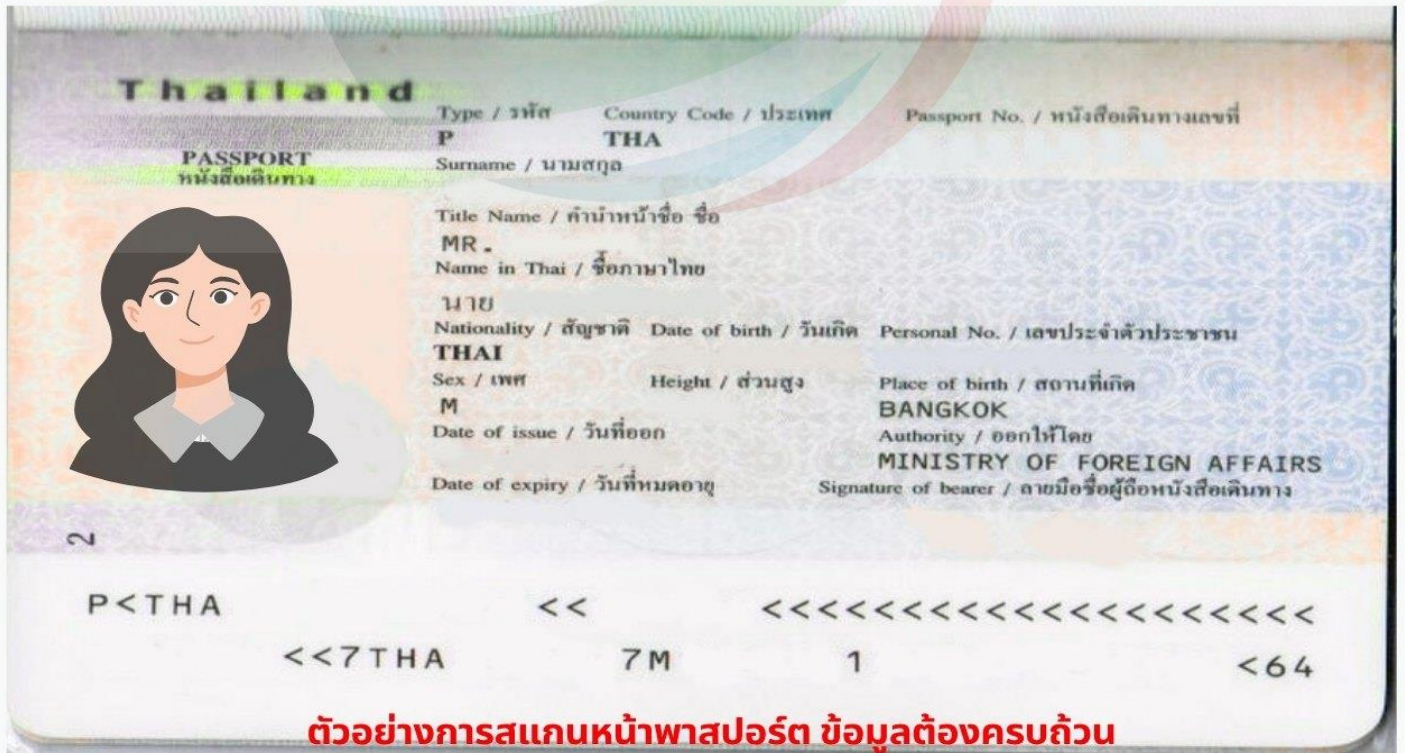 Thailand
PASSPORT
หนังสือเดินทาง
Type / รหัส Country Code / ประเทศ Passport No. / หนังสือเดินทางเลขที่
P THA
Surname / นามสกุล
Title Name / คำนำหน้าชื่อ ชื่อ
MR.
Name in Thai / ชื่อภาษาไทย
นาย
Nationality / สัญชาติ Date of birth / วันเกิด Personal No. / เลขประจำตัวประชาชน
THAI
Sex / เพศ Height / ส่วนสูง Place of birth / สถานที่เกิด
M BANGKOK
Date of issue / วันที่ออก Authority / ออกให้โดย
MINISTRY OF FOREIGN AFFAIRS
Date of expiry / วันที่หมดอายุ Signature of bearer / ลายมือชื่อผู้ถือหนังสือเดินทาง
2
P<THA << <<<<<<<<<<<<<<<<<<<<
<<7THA 7M 1 <64
ตัวอย่างการสแกนหน้าพาสปอร์ต ข้อมูลต้องครบถ้วน